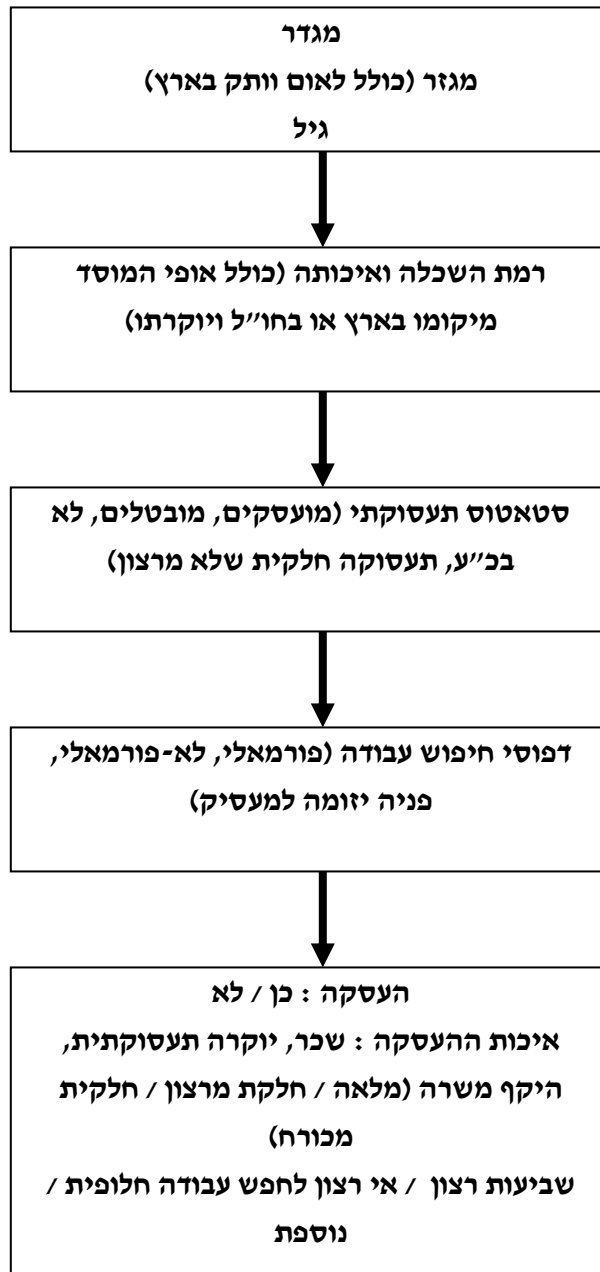 מגדר
מגזר (כולל לאום וותק בארץ)
גיל
רמת השכלה ואיכותה (כולל אופי המוסד
מיקומו בארץ או בחו״ל ויוקרתו)
סטאטוס תעסוקתי (מועסקים, מובטלים, לא
בכ״ע, תעסוקה חלקית שלא מרצון)
דפוסי חיפוש עבודה (פורמאלי, לא-פורמאלי,
פניה יזומה למעסיק)
העסקה : כן / לא
איכות ההעסקה : שכר, יוקרה תעסוקתית,
היקף משרה (מלאה / חלקת מרצון / חלקית
מכורח)
שביעות רצון / אי רצון לחפש עבודה חלופית /
נוספת